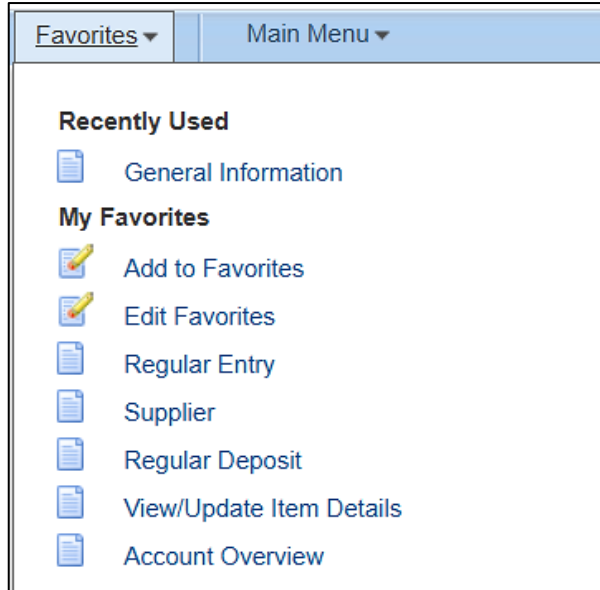 Favorites Main Menu
Recently Used
General Information
My Favorites
Add to Favorites
Edit Favorites
Regular Entry
Supplier
Regular Deposit
View/Update Item Details
Account Overview